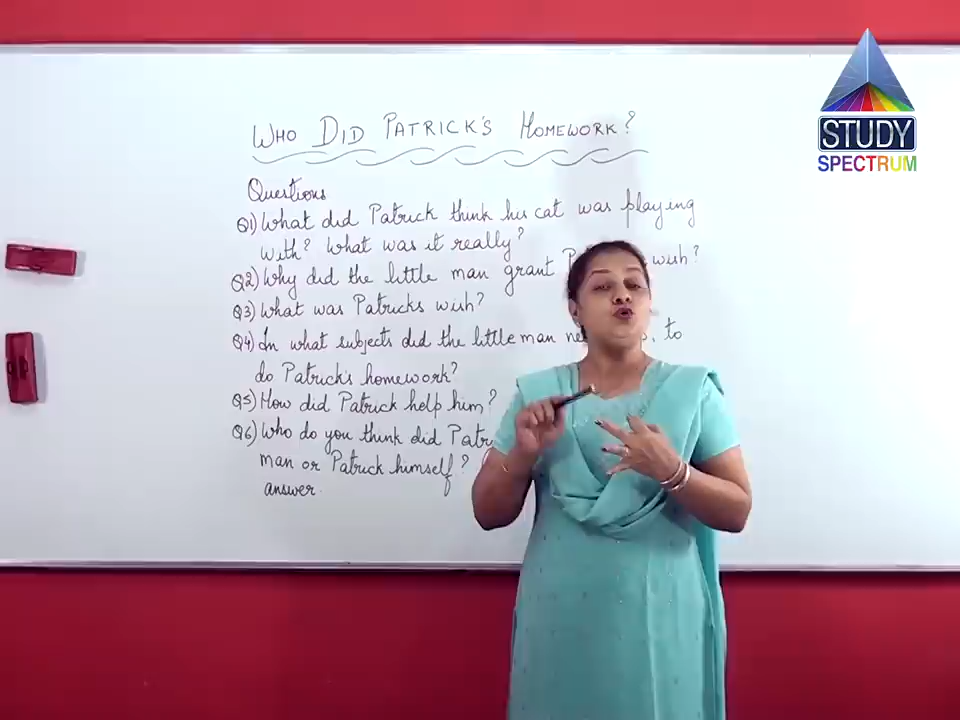 WHO DID PATRICK'S HOMEWORK?
Questions
Q1) What did Patrick think his cat was playing
with? What was it really?
Q2) Why did the little man grant wish?
Q3) What was Patricks wish?
Q4) In what subjects did the little man to
do Patrick's homework?
Q5) How did Patrick help him?
Q6) Who do you think did Patr
man or Patrick himself?
answer.
STUDY
SPECTRUM